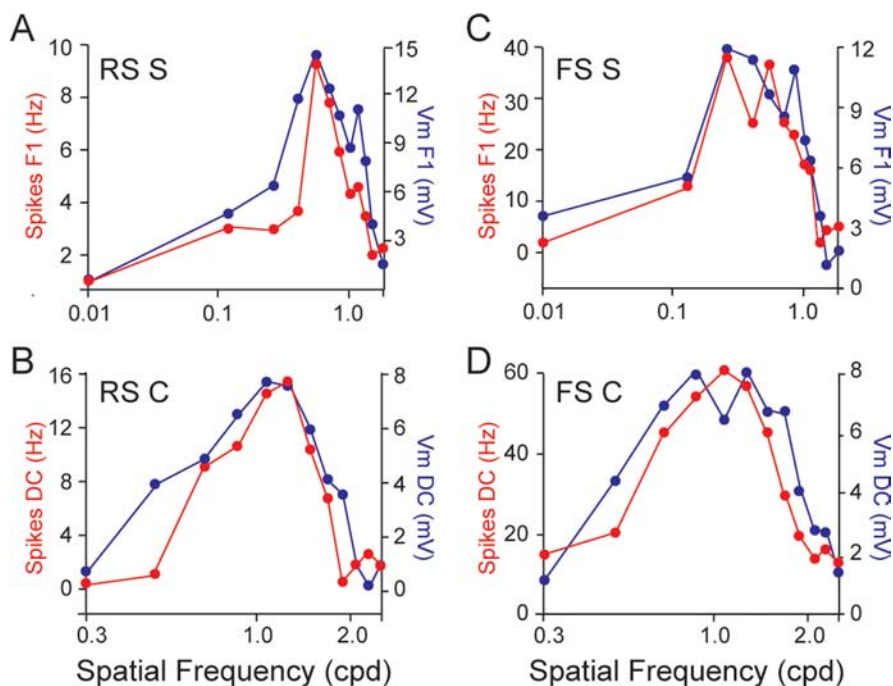 A
RS S
10
8
6
4
2
Spikes F1 (Hz)
15
12
9
6
3
Vm F1 (mV)
0.01
0.1
1.0
C
FS S
40
30
20
10
0
Spikes F1 (Hz)
12
9
6
3
0
Vm F1 (mV)
0.01
0.1
1.0
B
RS C
16
12
8
4
0
Spikes DC (Hz)
8
6
4
2
0
Vm DC (mV)
0.3
1.0
2.0
Spatial Frequency (cpd)
D
FS C
60
40
20
0
Spikes DC (Hz)
8
6
4
2
0
Vm DC (mV)
0.3
1.0
2.0
Spatial Frequency (cpd)